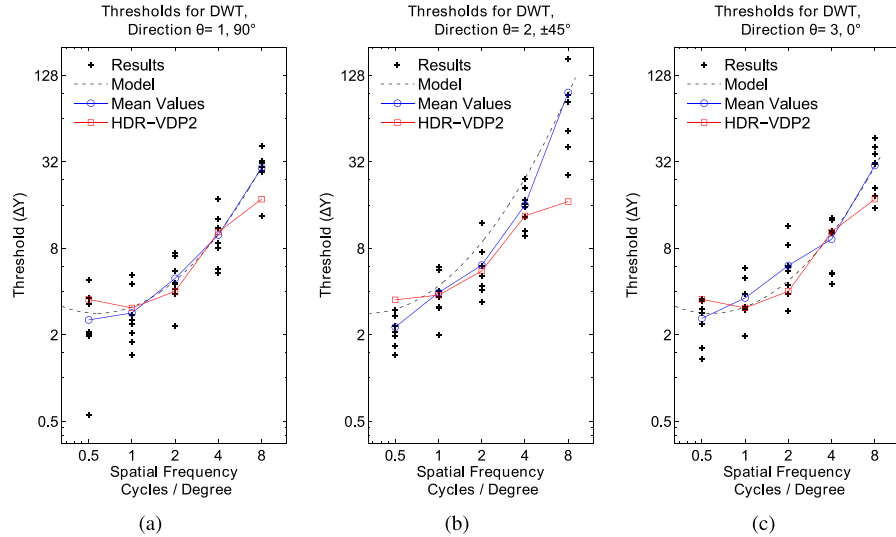 Thresholds for DWT,
Direction θ= 1, 90°
128
32
8
2
0.5
Threshold (ΔY)
Results
Model
Mean Values
HDR−VDP2
0.5 1 2 4 8
Spatial Frequency
Cycles / Degree
(a)
Thresholds for DWT,
Direction θ= 2, ±45°
128
32
8
2
0.5
Threshold (ΔY)
Results
Model
Mean Values
HDR−VDP2
0.5 1 2 4 8
Spatial Frequency
Cycles / Degree
(b)
Thresholds for DWT,
Direction θ= 3, 0°
128
32
8
2
0.5
Threshold (ΔY)
Results
Model
Mean Values
HDR−VDP2
0.5 1 2 4 8
Spatial Frequency
Cycles / Degree
(c)